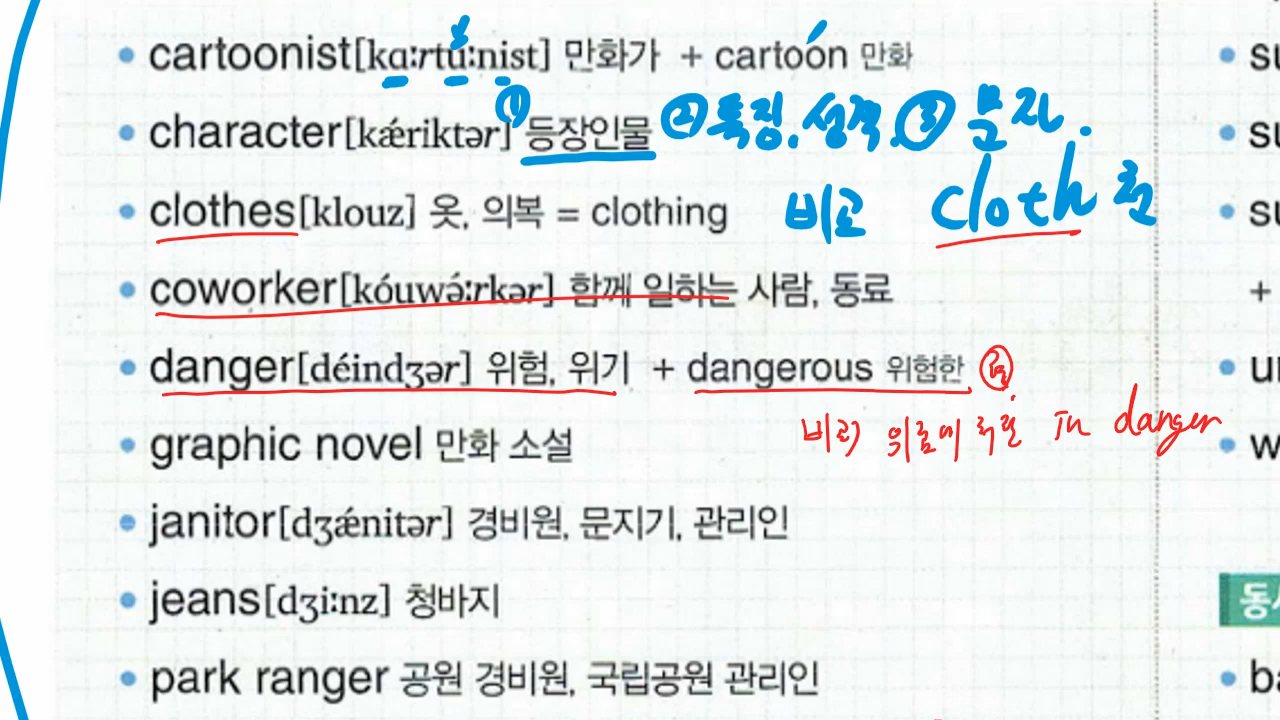 cartoonist[kɑːrtúːnist] 만화가 + cartoon 만화
character[kǽriktər] ① 등장인물 ② 특징. 성격. ③ 문자.
clothes[klouz] 옷, 의복 = clothing 비교 cloth 천
coworker[kóuwə́ːrkər] 함께 일하는 사람, 동료
danger[déindʒər] 위험, 위기 + dangerous 위험한 형
비교 in danger
graphic novel 만화 소설
janitor[dʒǽnitər] 경비원, 문지기, 관리인
jeans[dʒiːnz] 청바지
park ranger 공원 경비원, 국립공원 관리인